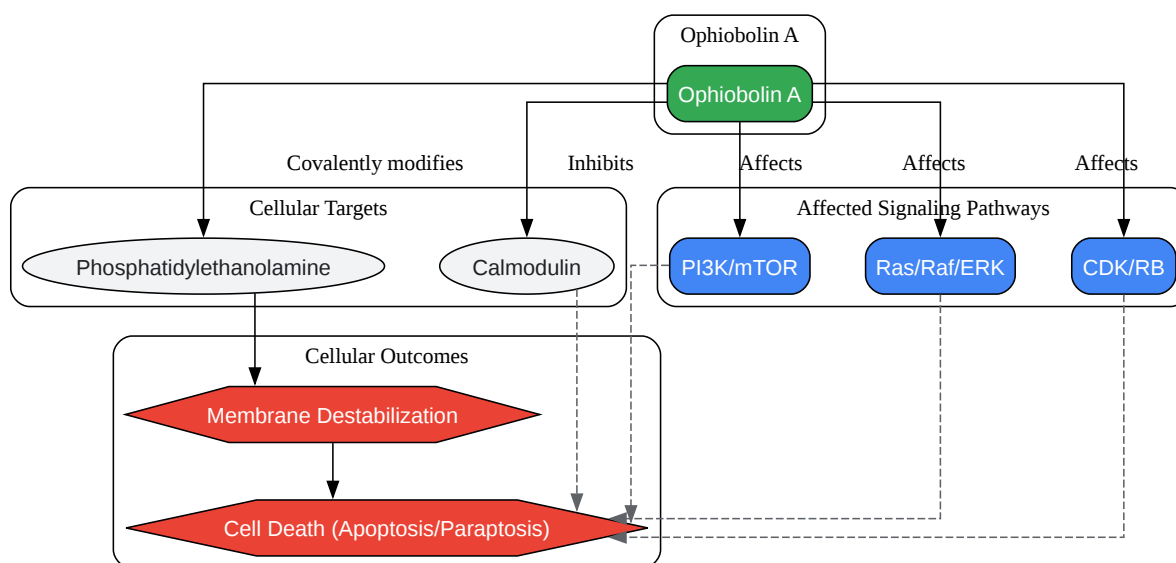 Ophiobolin A
Ophiobolin A
Covalently modifies
Inhibits
Affects
Affects
Affects
Cellular Targets
Affected Signaling Pathways
Phosphatidylethanolamine
Calmodulin
PI3K/mTOR
Ras/Raf/ERK
CDK/RB
Cellular Outcomes
Membrane Destabilization
Cell Death (Apoptosis/Paraptosis)